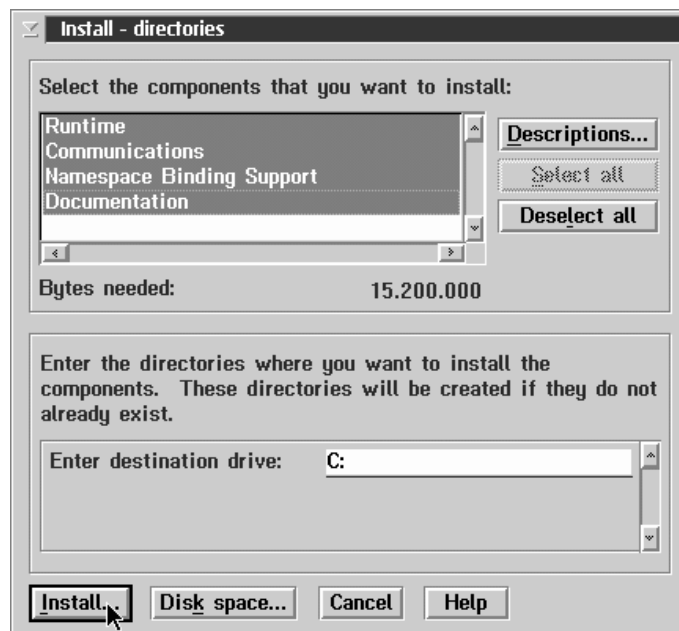 Install - directories
Select the components that you want to install:
Runtime
Communications
Namespace Binding Support
Documentation
Descriptions...
Select all
Deselect all
Bytes needed: 15.200.000
Enter the directories where you want to install the
components. These directories will be created if they do not
already exist.
Enter destination drive: C:
Install... Disk space... Cancel Help